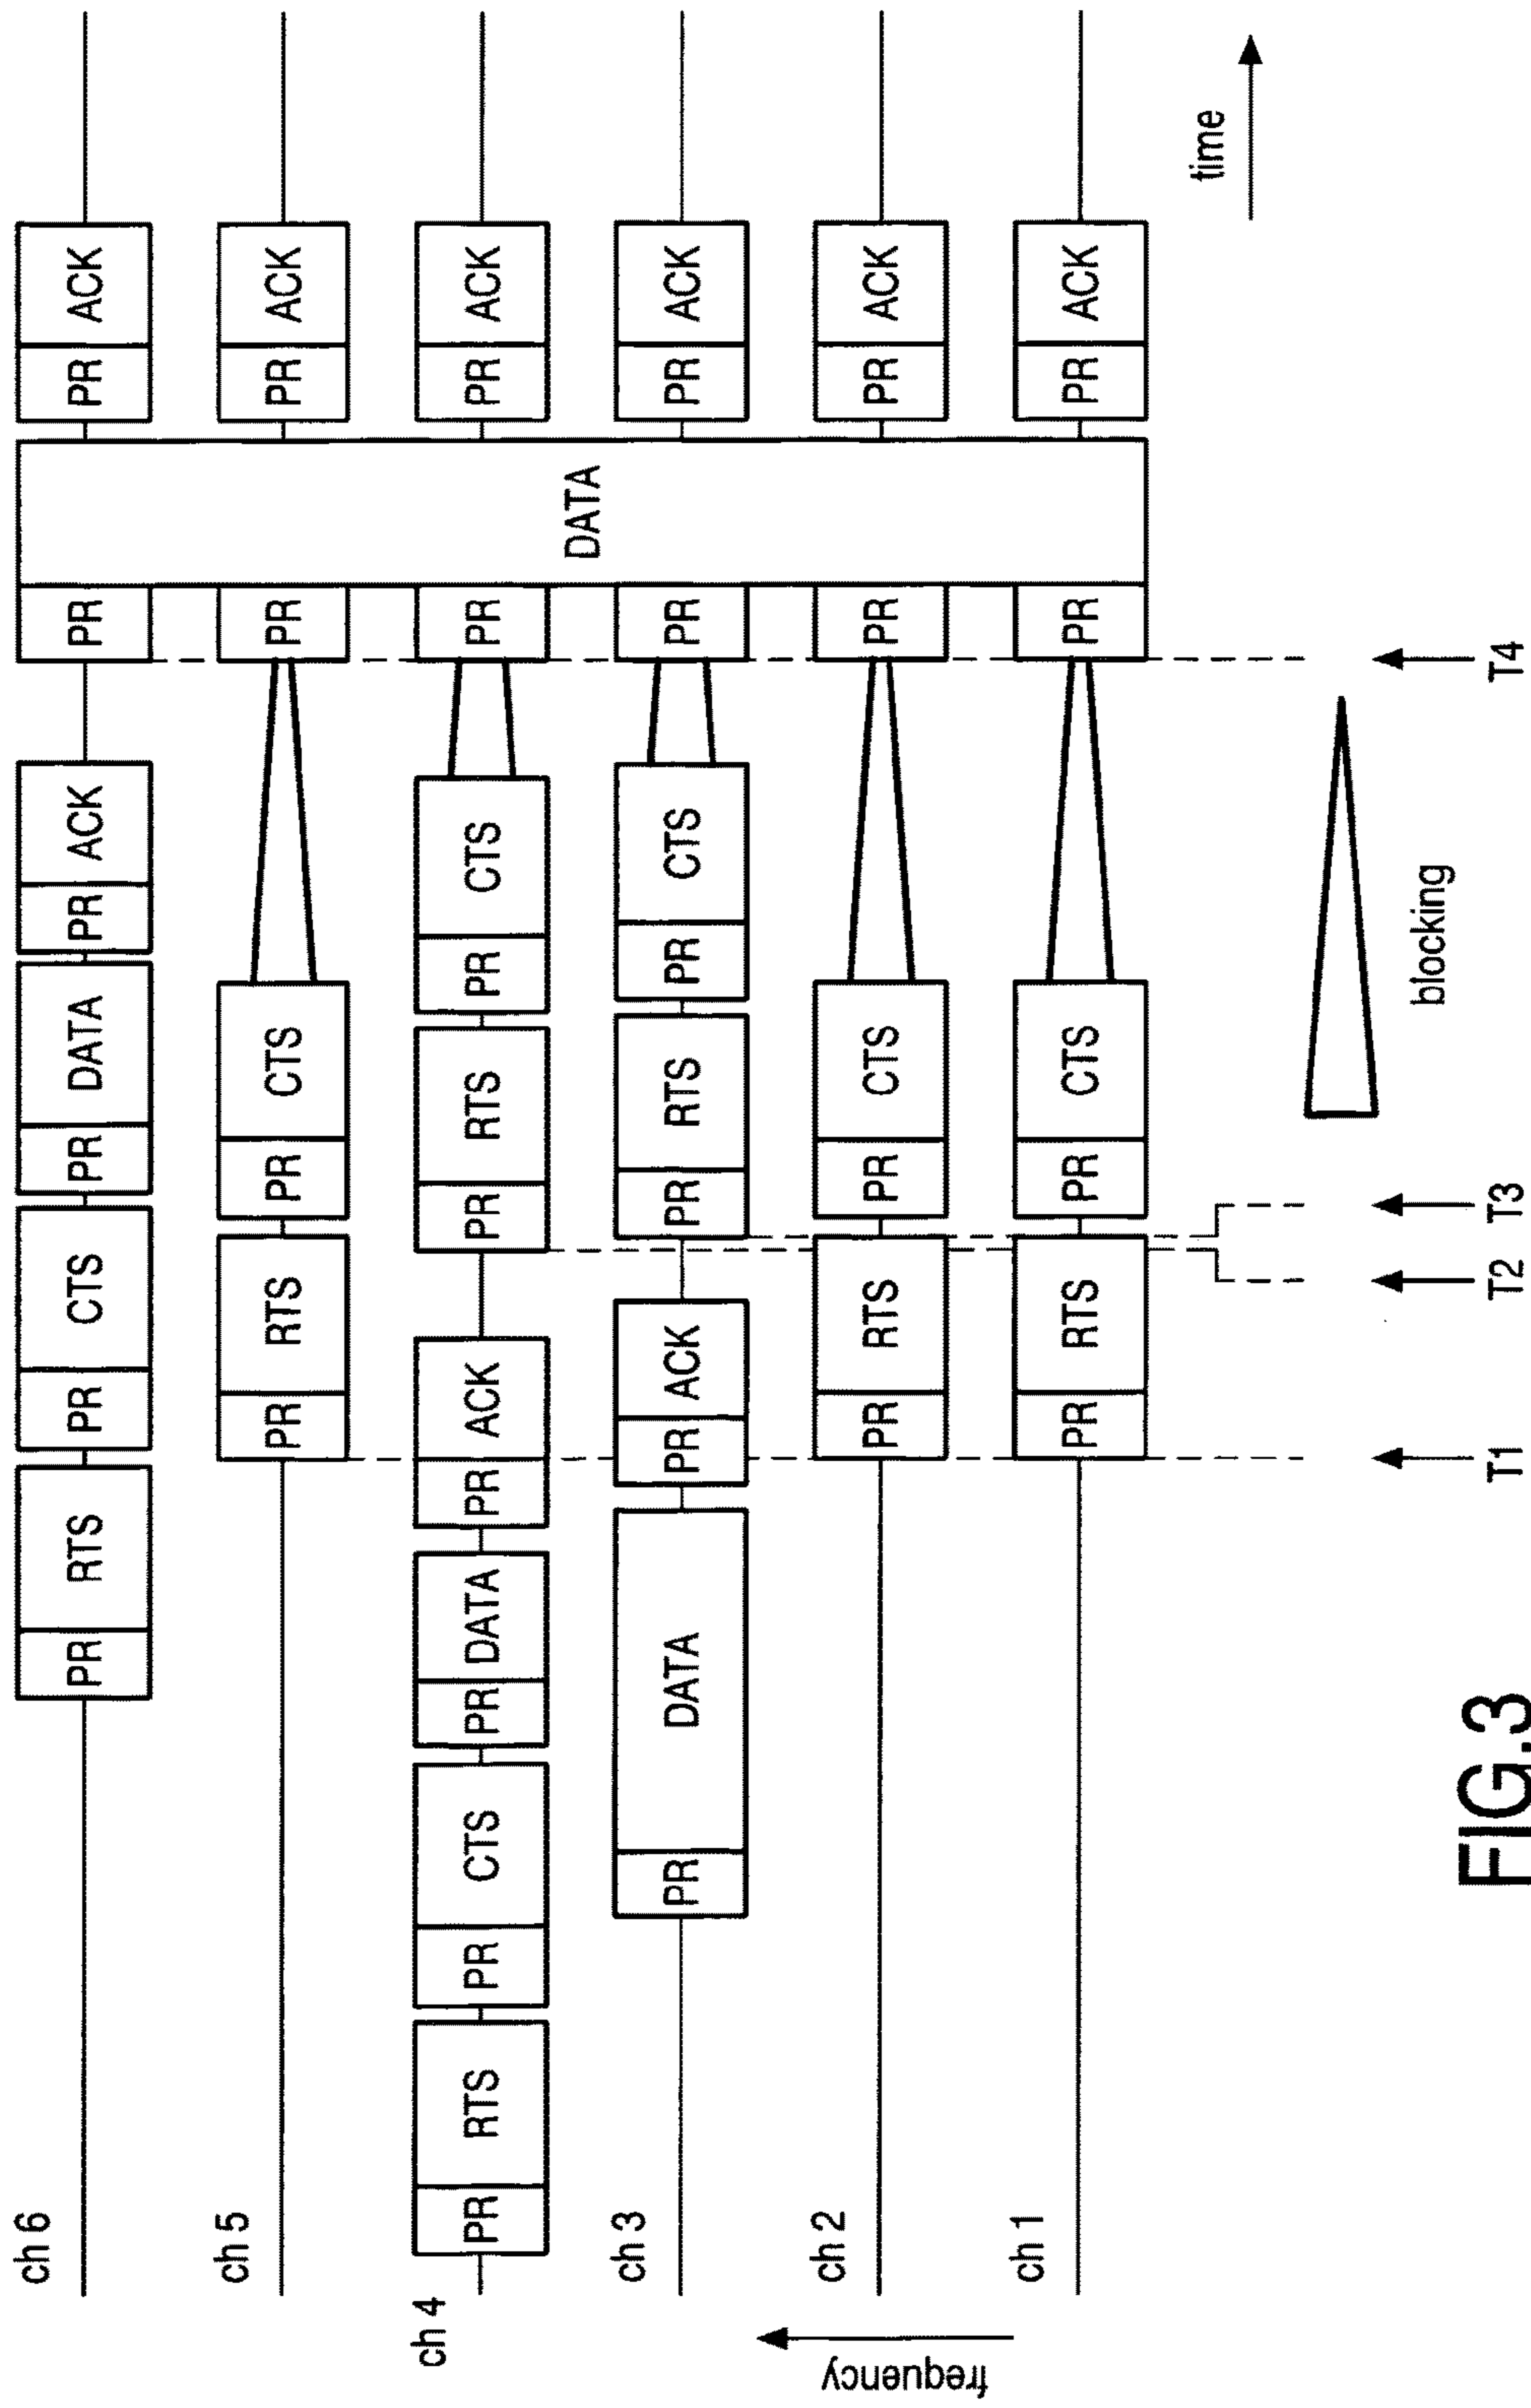 ch 6
PR RTS PR CTS PR DATA PR ACK PR PR ACK
ch 5
PR RTS PR CTS PR PR ACK
ch 4
PR RTS PR CTS PR DATA PR ACK PR RTS PR CTS PR PR ACK
DATA
ch 3
PR DATA PR ACK PR RTS PR CTS PR PR ACK
ch 2
PR RTS PR CTS PR PR ACK
ch 1
PR RTS PR CTS PR PR ACK
frequency
time
blocking
T1 T2 T3 T4
FIG.3